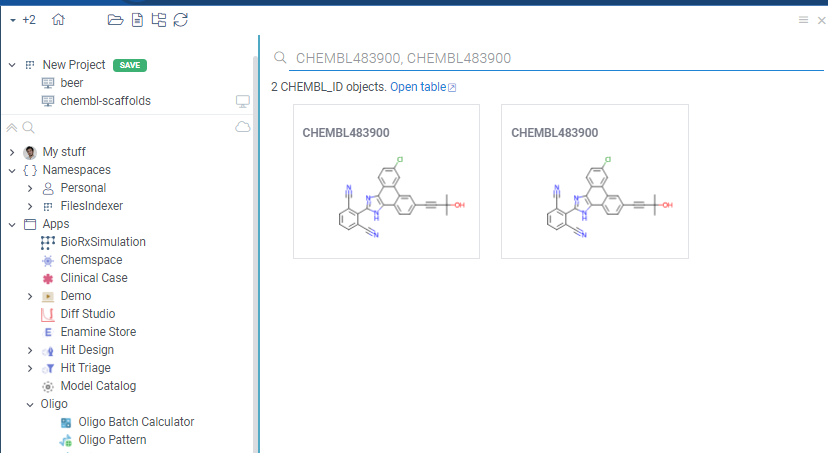 +2
New Project SAVE
beer
chembl-scaffolds
My stuff
{ } Namespaces
Personal
FilesIndexer
Apps
BioRxSimulation
Chemspace
Clinical Case
Demo
Diff Studio
E Enamine Store
Hit Design
Hit Triage
Model Catalog
Oligo
Oligo Batch Calculator
Oligo Pattern
CHEMBL483900, CHEMBL483900
2 CHEMBL_ID objects. Open table
CHEMBL483900
Cl
N
N
OH
N
H
N
CHEMBL483900
Cl
N
N
OH
N
H
N